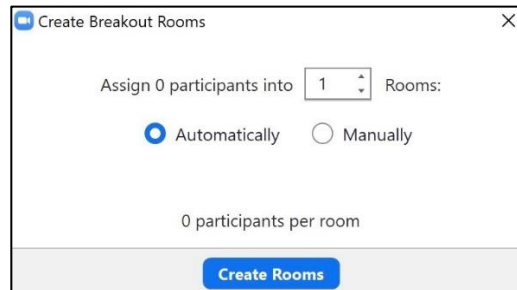 Create Breakout Rooms
Assign 0 participants into 1 Rooms:
Automatically Manually
0 participants per room
Create Rooms